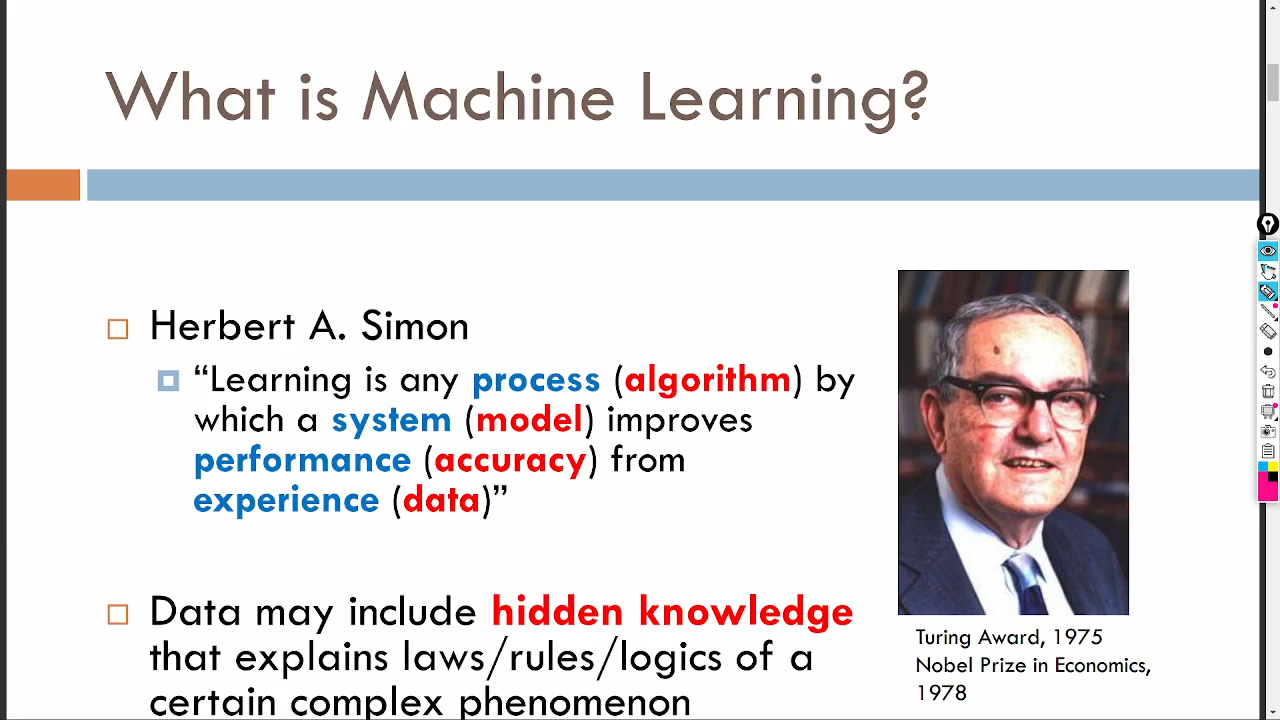 What is Machine Learning?
Herbert A. Simon
“Learning is any process (algorithm) by
which a system (model) improves
performance (accuracy) from
experience (data)”
Data may include hidden knowledge
that explains laws/rules/logics of a
certain complex phenomenon
Turing Award, 1975
Nobel Prize in Economics,
1978